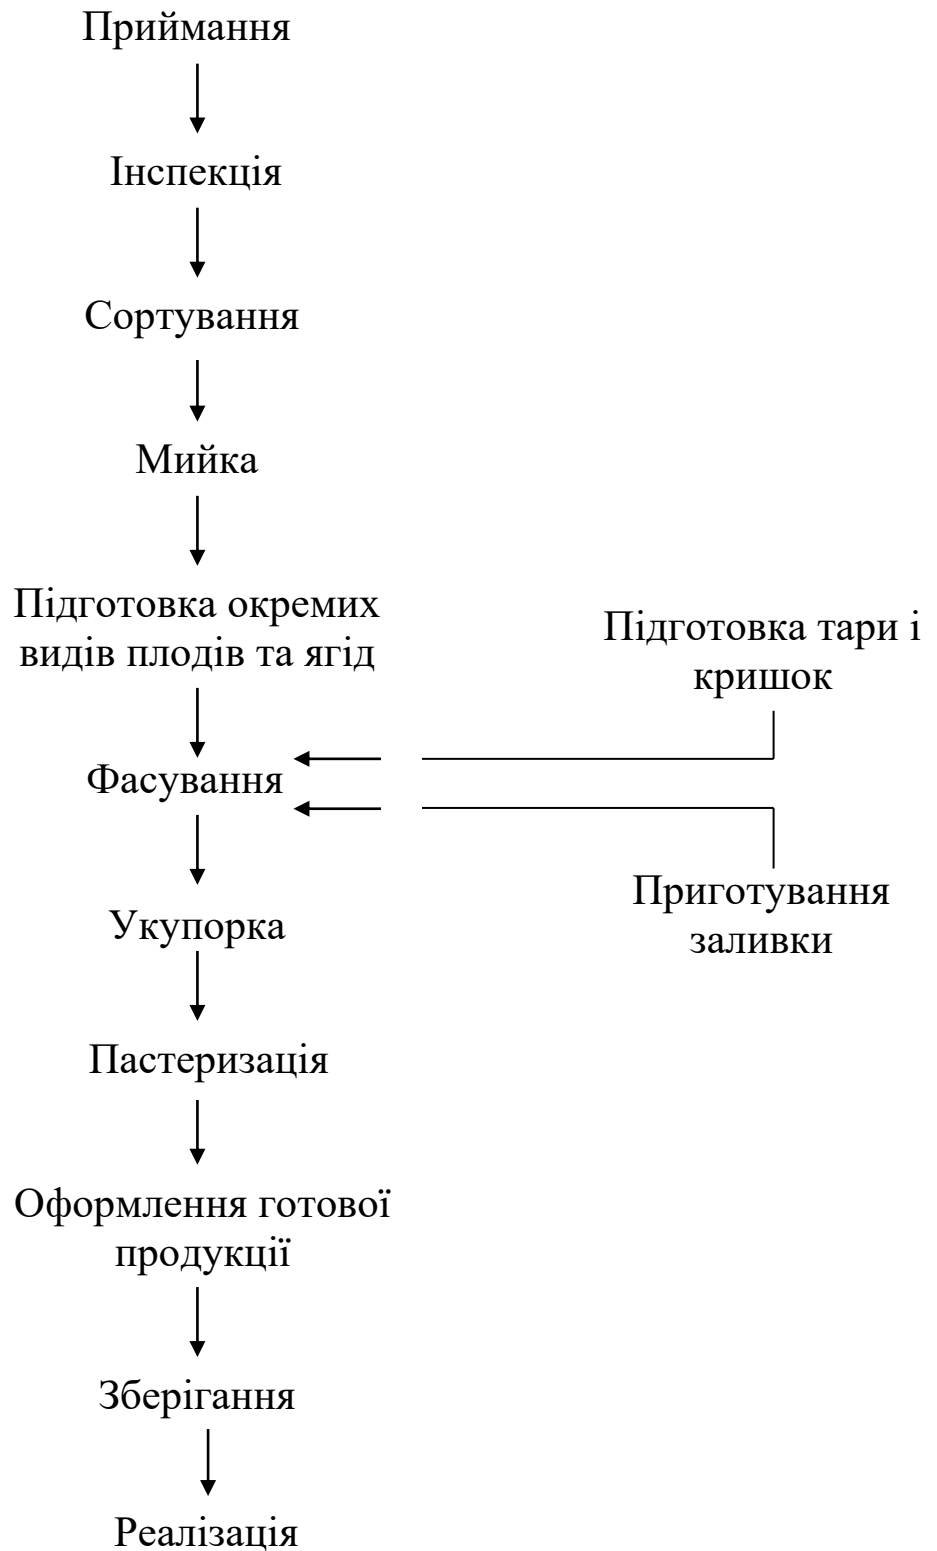 Приймання
Інспекція
Сортування
Мийка
Підготовка окремих
видів плодів та ягід
Підготовка тари і
кришок
Фасування
Приготування
заливки
Укупорка
Пастеризація
Оформлення готової
продукції
Зберігання
Реалізація